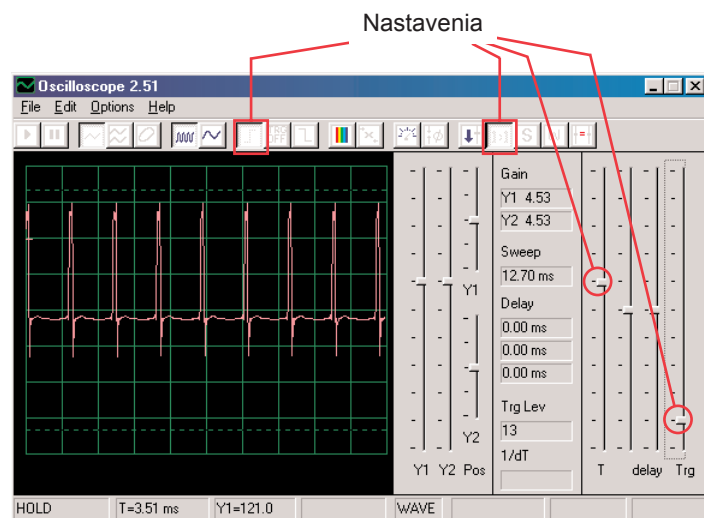 Nastavenia
Oscilloscope 2.51
File Edit Options Help
Gain
Y1 4.53
Y2 4.53
Sweep
12.70 ms
Y1
Delay
0.00 ms
0.00 ms
0.00 ms
Trg Lev
13
Y2
1/dT
Y1 Y2 Pos
T delay Trg
HOLD T=3.51 ms Y1=121.0 WAVE